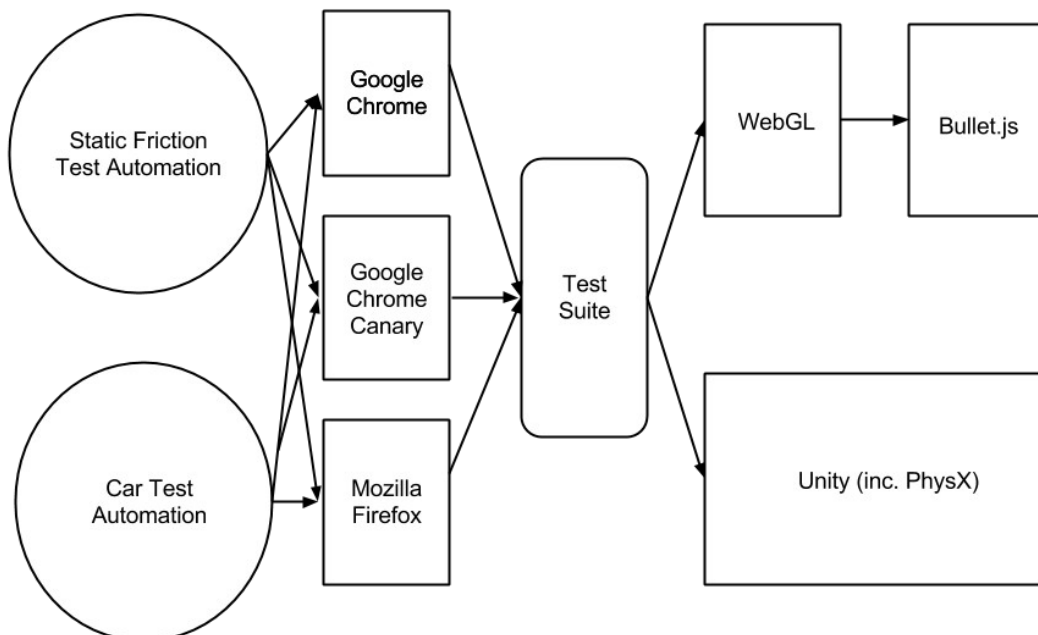 Static Friction
Test Automation
Google
Chrome
WebGL
Bullet.js
Google
Chrome
Canary
Test
Suite
Car Test
Automation
Mozilla
Firefox
Unity (inc. PhysX)